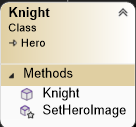 Knight
Class
Hero
Methods
Knight
SetHeroImage